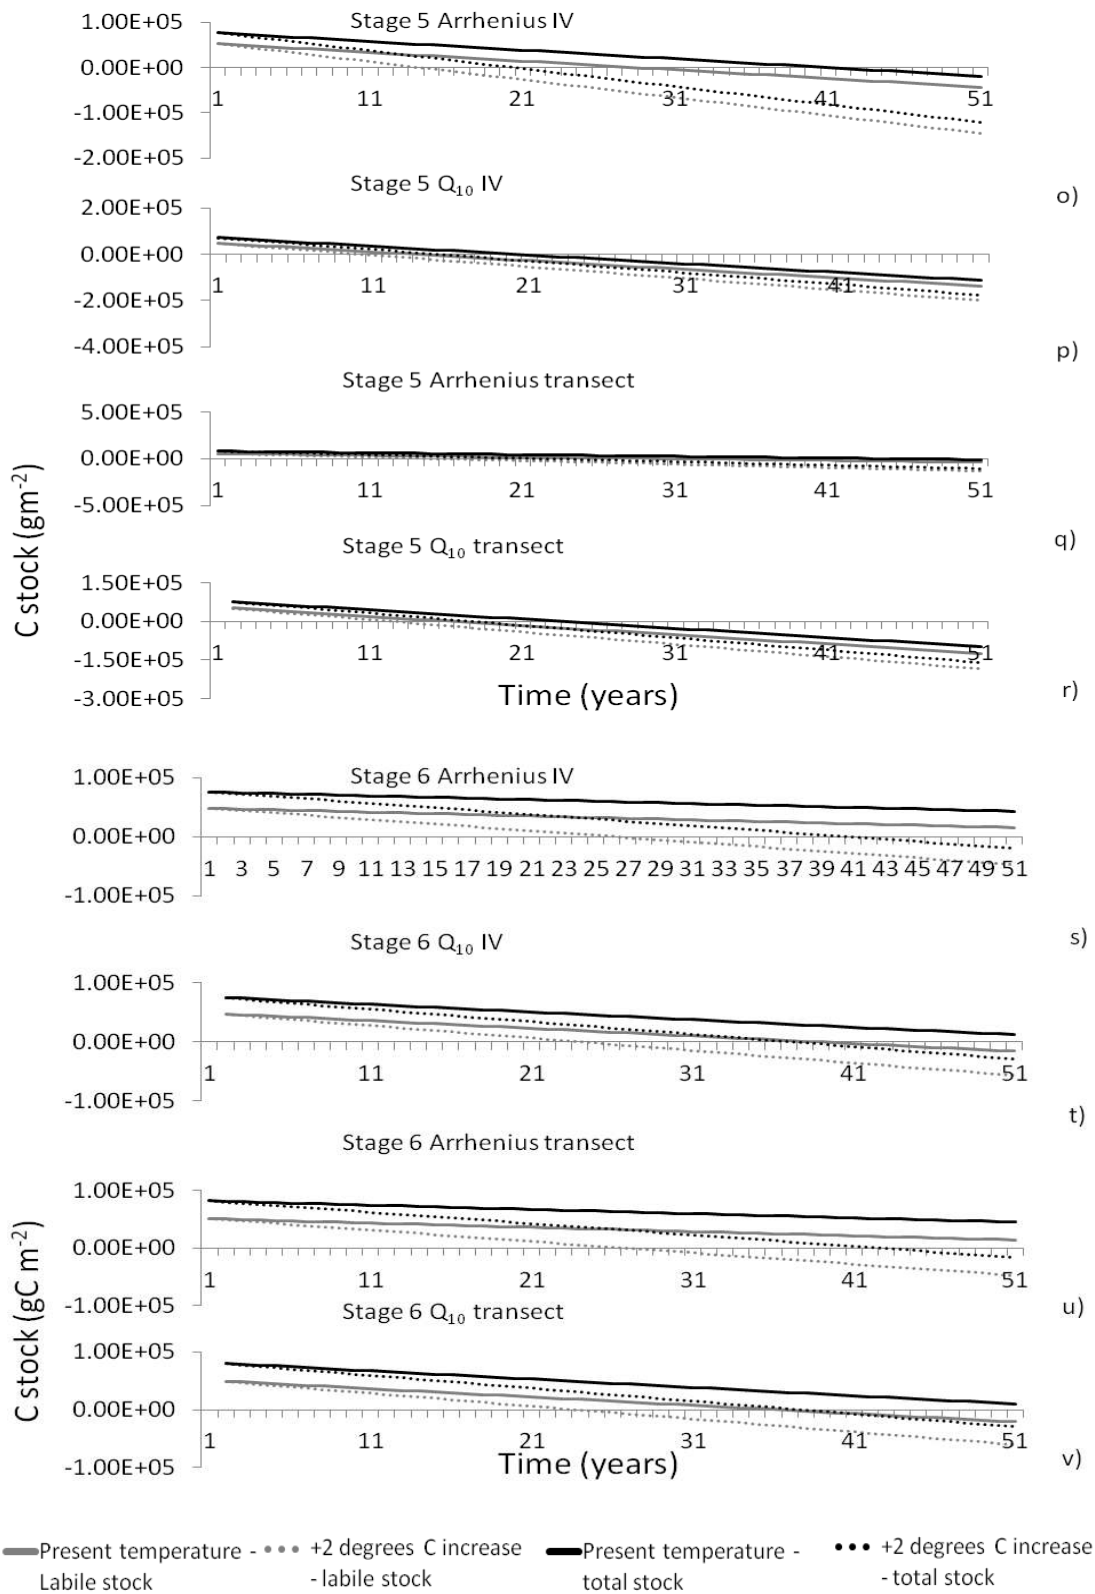 Stage 5 Arrhenius IV
1.00E+05
0.00E+00
-1.00E+05
-2.00E+05
1 11 21 31 41 51
o)
Stage 5 Q10 IV
2.00E+05
0.00E+00
-2.00E+05
-4.00E+05
1 11 21 31 41 51
p)
Stage 5 Arrhenius transect
5.00E+05
0.00E+00
-5.00E+05
1 11 21 31 41 51
q)
Stage 5 Q10 transect
1.50E+05
0.00E+00
-1.50E+05
-3.00E+05
1 11 21 31 41 51
r)
C stock (gm-2)
Time (years)
Stage 6 Arrhenius IV
1.00E+05
0.00E+00
-1.00E+05
1 3 5 7 9 11 13 15 17 19 21 23 25 27 29 31 33 35 37 39 41 43 45 47 49 51
s)
Stage 6 Q10 IV
1.00E+05
0.00E+00
-1.00E+05
1 11 21 31 41 51
t)
Stage 6 Arrhenius transect
1.00E+05
0.00E+00
-1.00E+05
1 11 21 31 41 51
u)
Stage 6 Q10 transect
1.00E+05
0.00E+00
-1.00E+05
1 11 21 31 41 51
v)
C stock (gC m-2)
Time (years)
Present temperature -
Labile stock
+2 degrees C increase
- labile stock
Present temperature -
total stock
+2 degrees C increase
- total stock